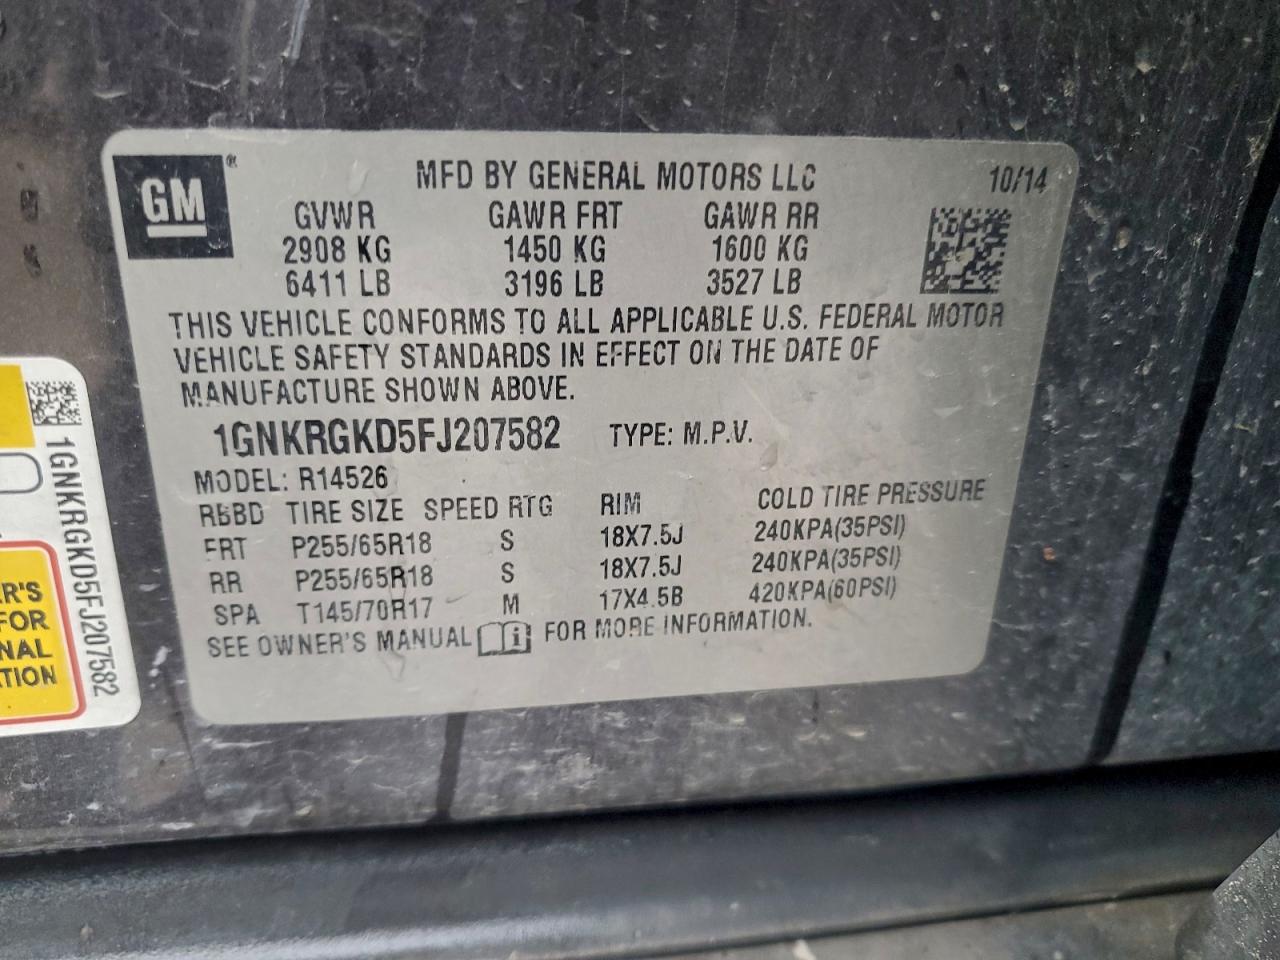 GM®
MFD BY GENERAL MOTORS LLC 10/14
GVWR GAWR FRT GAWR RR
2908 KG 1450 KG 1600 KG
6411 LB 3196 LB 3527 LB
THIS VEHICLE CONFORMS TO ALL APPLICABLE U.S. FEDERAL MOTOR
VEHICLE SAFETY STANDARDS IN EFFECT ON THE DATE OF
MANUFACTURE SHOWN ABOVE.
1GNKRGKD5FJ207582 TYPE: M.P.V.
MODEL: R14526
RBBD TIRE SIZE SPEED RTG RIM COLD TIRE PRESSURE
FRT P255/65R18 S 18X7.5J 240KPA(35PSI)
RR P255/65R18 S 18X7.5J 240KPA(35PSI)
SPA T145/70R17 M 17X4.5B 420KPA(60PSI)
SEE OWNER'S MANUAL i FOR MORE INFORMATION.
1GNKRGKD5FJ207582
R'S
FOR
NAL
TION